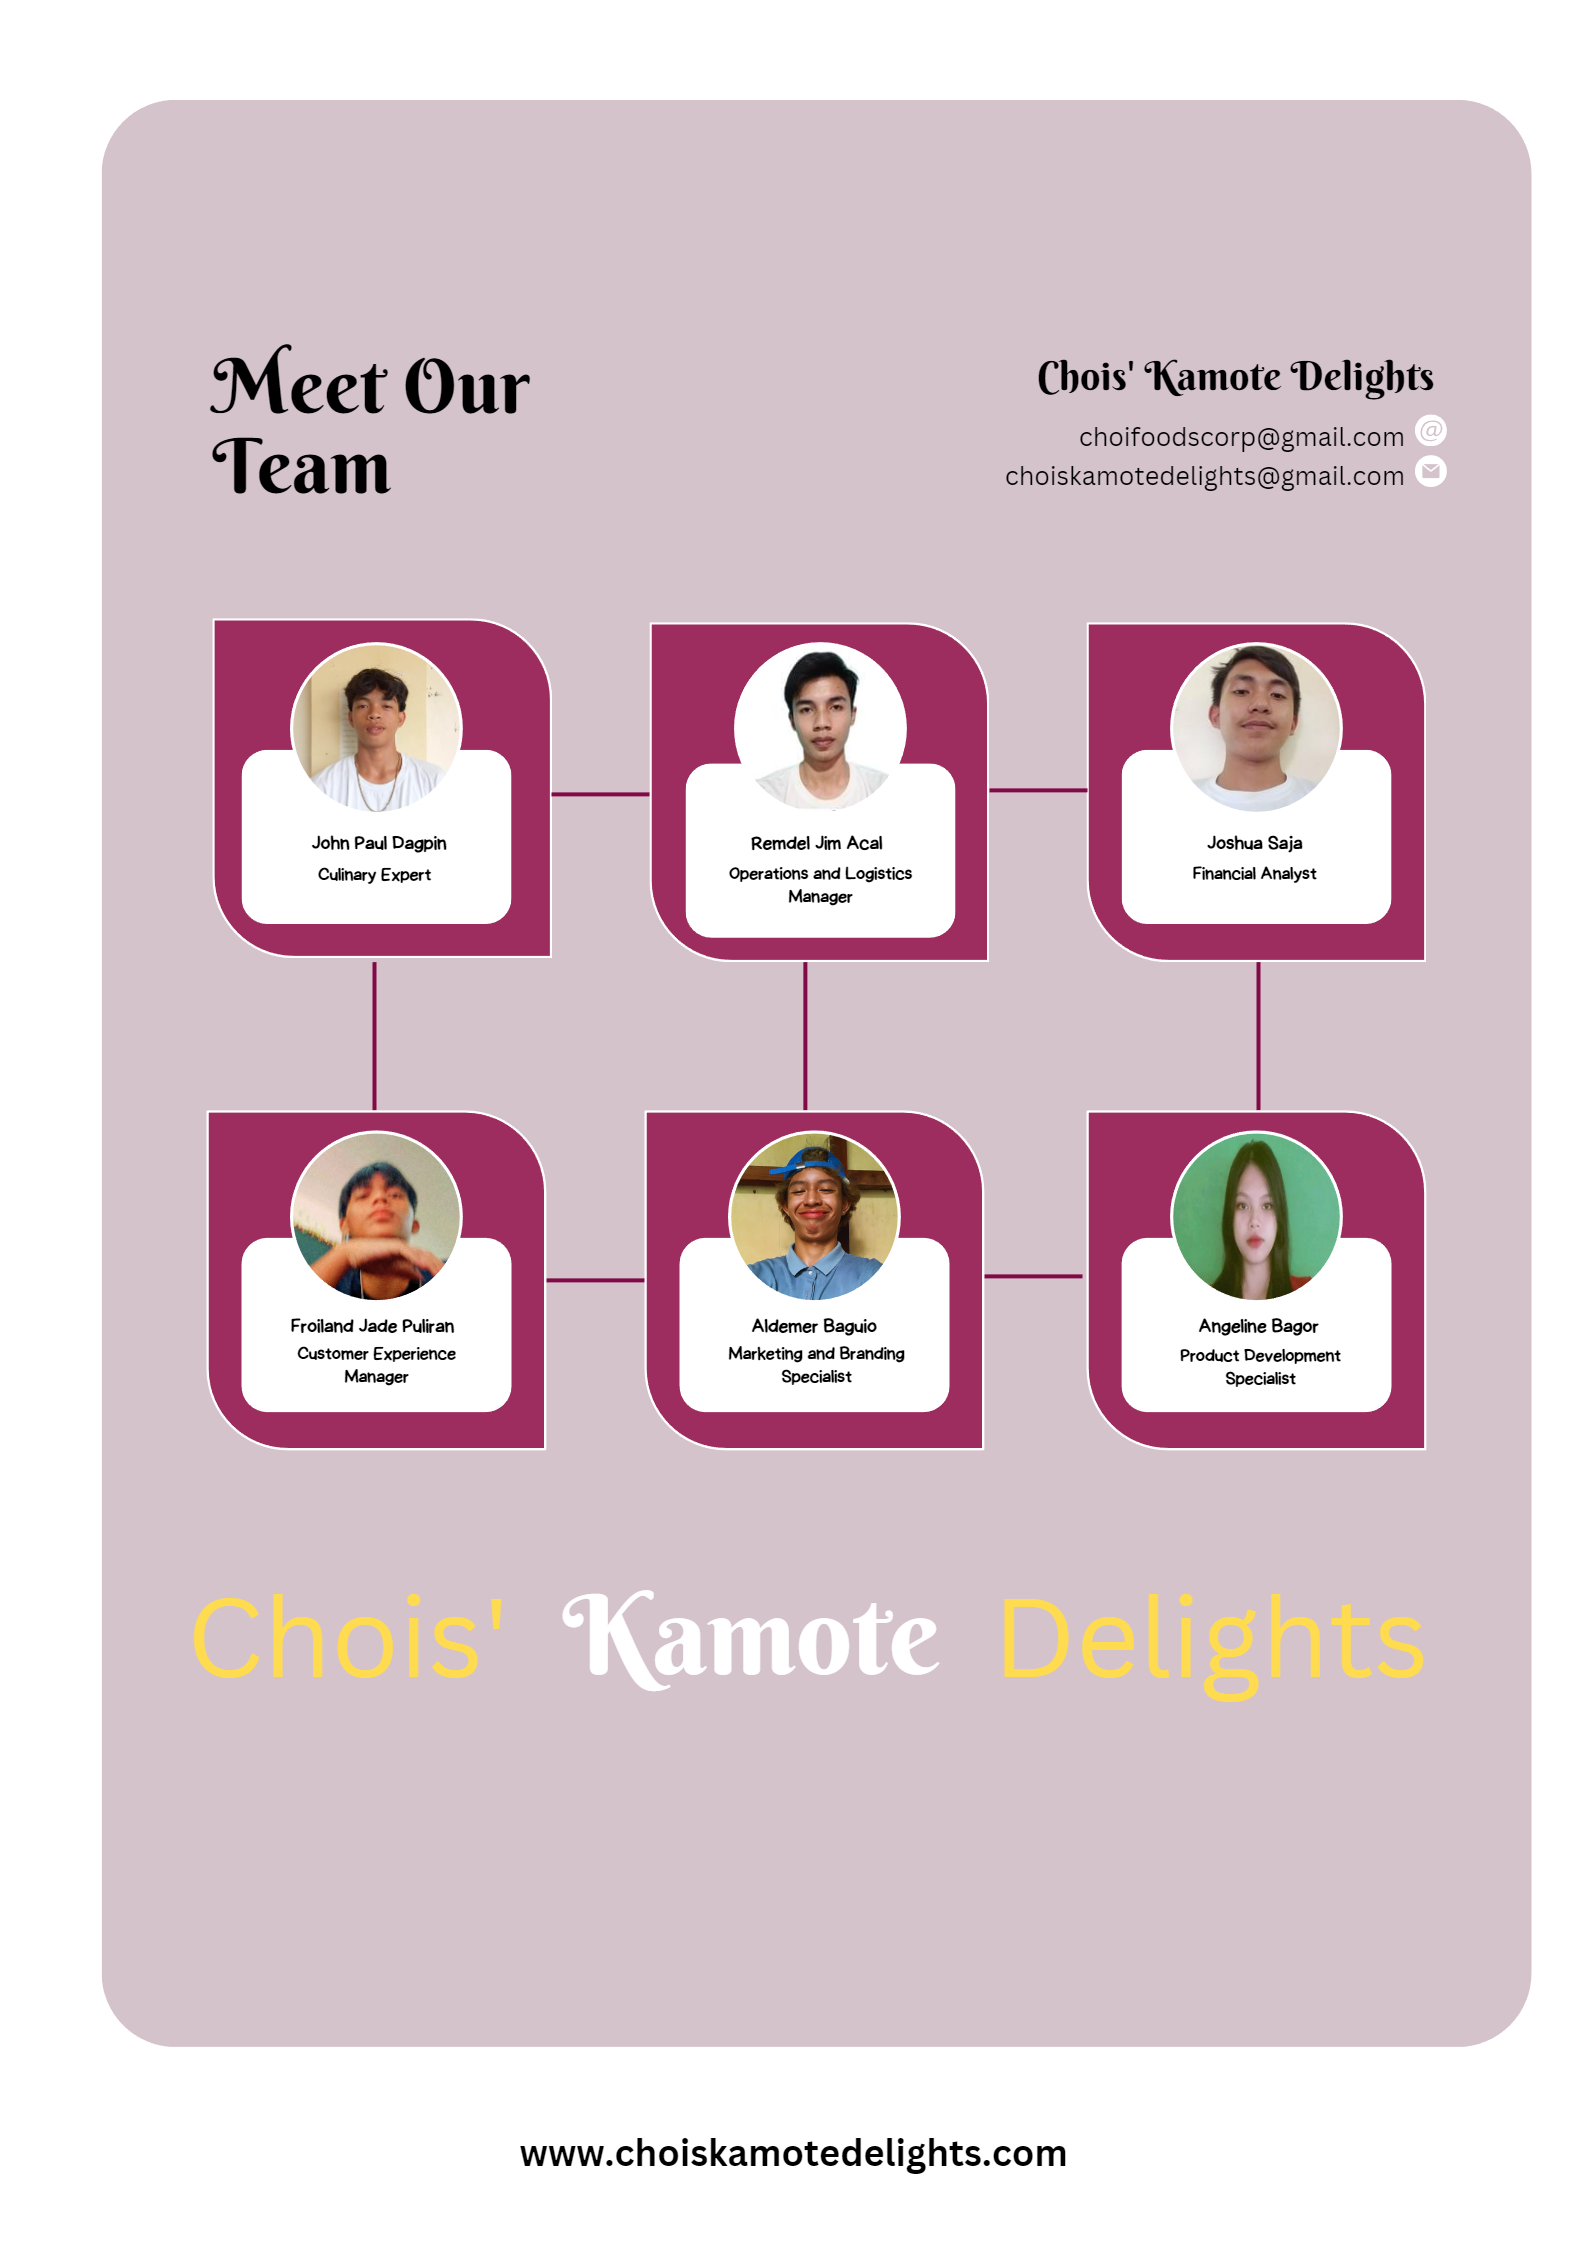 Meet Our
Team
Chois' Kamote Delights
choifoodscorp@gmail.com
choiskamotedelights@gmail.com
John Paul Dagpin
Culinary Expert
Remdel Jim Acal
Operations and Logistics
Manager
Joshua Saja
Financial Analyst
Froiland Jade Puliran
Customer Experience
Manager
Aldemer Baguio
Marketing and Branding
Specialist
Angeline Bagor
Product Development
Specialist
Chois' Kamote Delights
www.choiskamotedelights.com